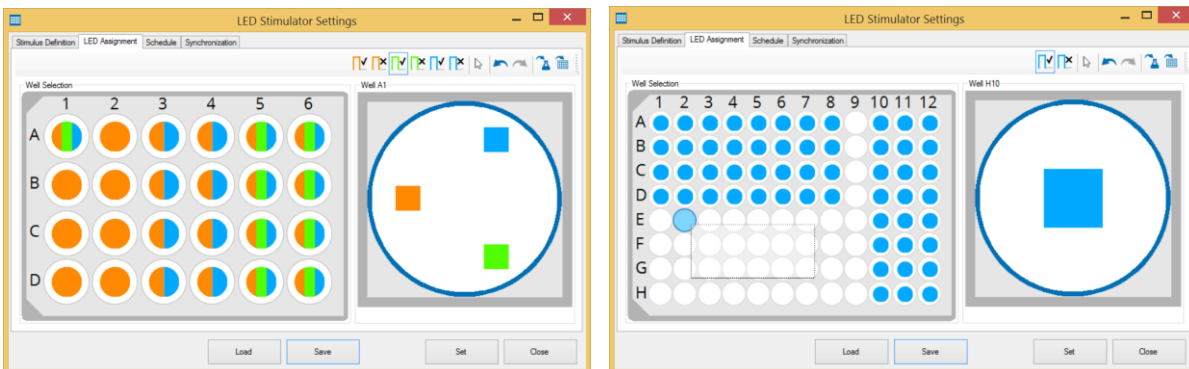 LED Stimulator Settings
Stimulus Definition LED Assignment Schedule Synchronization
Well Selection
Well A1
1 2 3 4 5 6
A
B
C
D
Load Save Set Close
LED Stimulator Settings
Stimulus Definition LED Assignment Schedule Synchronization
Well Selection
Well H10
1 2 3 4 5 6 7 8 9 10 11 12
A
B
C
D
E
F
G
H
Load Save Set Close